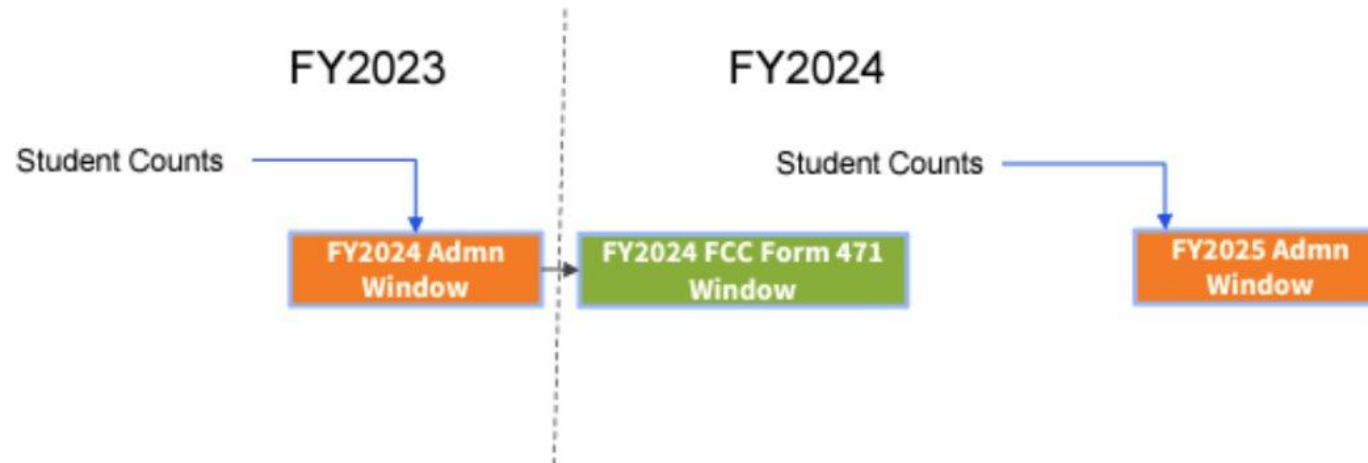 FY2023
FY2024
Student Counts
Student Counts
FY2024 Admn
Window
FY2024 FCC Form 471
Window
FY2025 Admn
Window